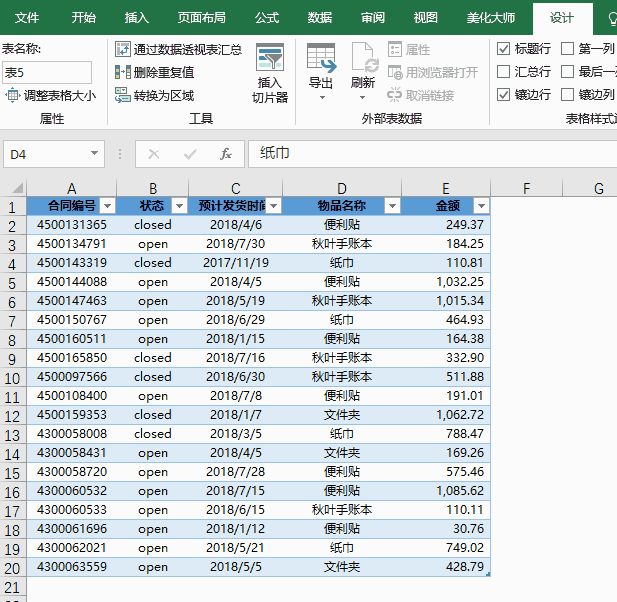 文件 开始 插入 页面布局 公式 数据 审阅 视图 美化大师 设计
表名称: 通过数据透视表汇总 属性 标题行 第一列
表5 删除重复值 插入 切片器 导出 刷新 用浏览器打开 汇总行 最后一列
调整表格大小 转换为区域 取消链接 镶边行 镶边列
属性 工具 外部表数据 表格样式
D4 fx 纸巾
A B C D E F G
1 合同编号 状态 预计发货时间 物品名称 金额
2 4500131365 closed 2018/4/6 便利贴 249.37
3 4500134791 open 2018/7/30 秋叶手账本 184.25
4 4500143319 closed 2017/11/19 纸巾 110.81
5 4500144088 open 2018/4/5 便利贴 1,032.25
6 4500147463 open 2018/5/19 秋叶手账本 1,015.34
7 4500150767 open 2018/6/29 纸巾 464.93
8 4500160511 open 2018/1/15 便利贴 164.38
9 4500165850 closed 2018/7/16 秋叶手账本 332.90
10 4500097566 closed 2018/6/30 秋叶手账本 511.88
11 4500108400 open 2018/7/8 便利贴 191.01
12 4500159353 closed 2018/1/7 文件夹 1,062.72
13 4300058008 closed 2018/3/5 纸巾 788.47
14 4300058431 open 2018/4/5 文件夹 169.26
15 4300058720 open 2018/7/28 便利贴 575.46
16 4300060532 open 2018/7/15 便利贴 1,085.62
17 4300060533 open 2018/6/15 秋叶手账本 110.11
18 4300061696 open 2018/1/12 便利贴 30.76
19 4300062021 open 2018/5/21 纸巾 749.02
20 4300063559 open 2018/5/5 文件夹 428.79
21